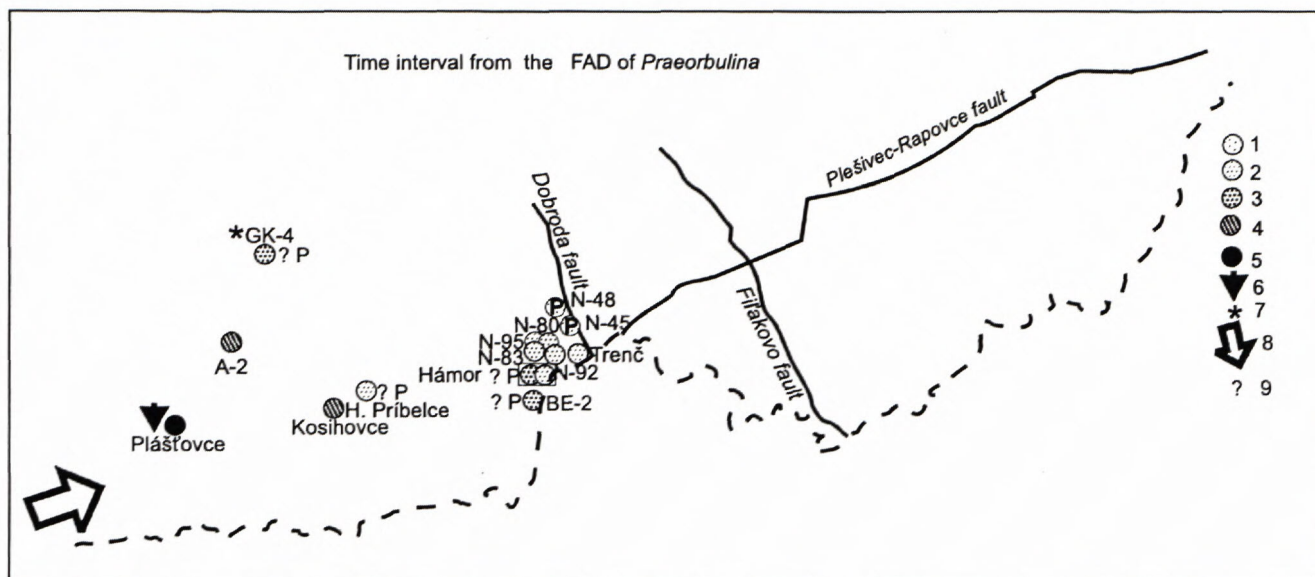 Time interval from the FAD of Praeorbulina
Plešivec-Rapovce fault
Dobroda fault
Fiľakovo fault
* GK-4
? P
A-2
Plášťovce
? P
H. Príbelce
Kosihovce
P N-48
N-80 P N-45
N-95
N-83 Trenč
Hámor ? P N-92
? P VBE-2
1
2
3
4
5
6
* 7
8
? 9